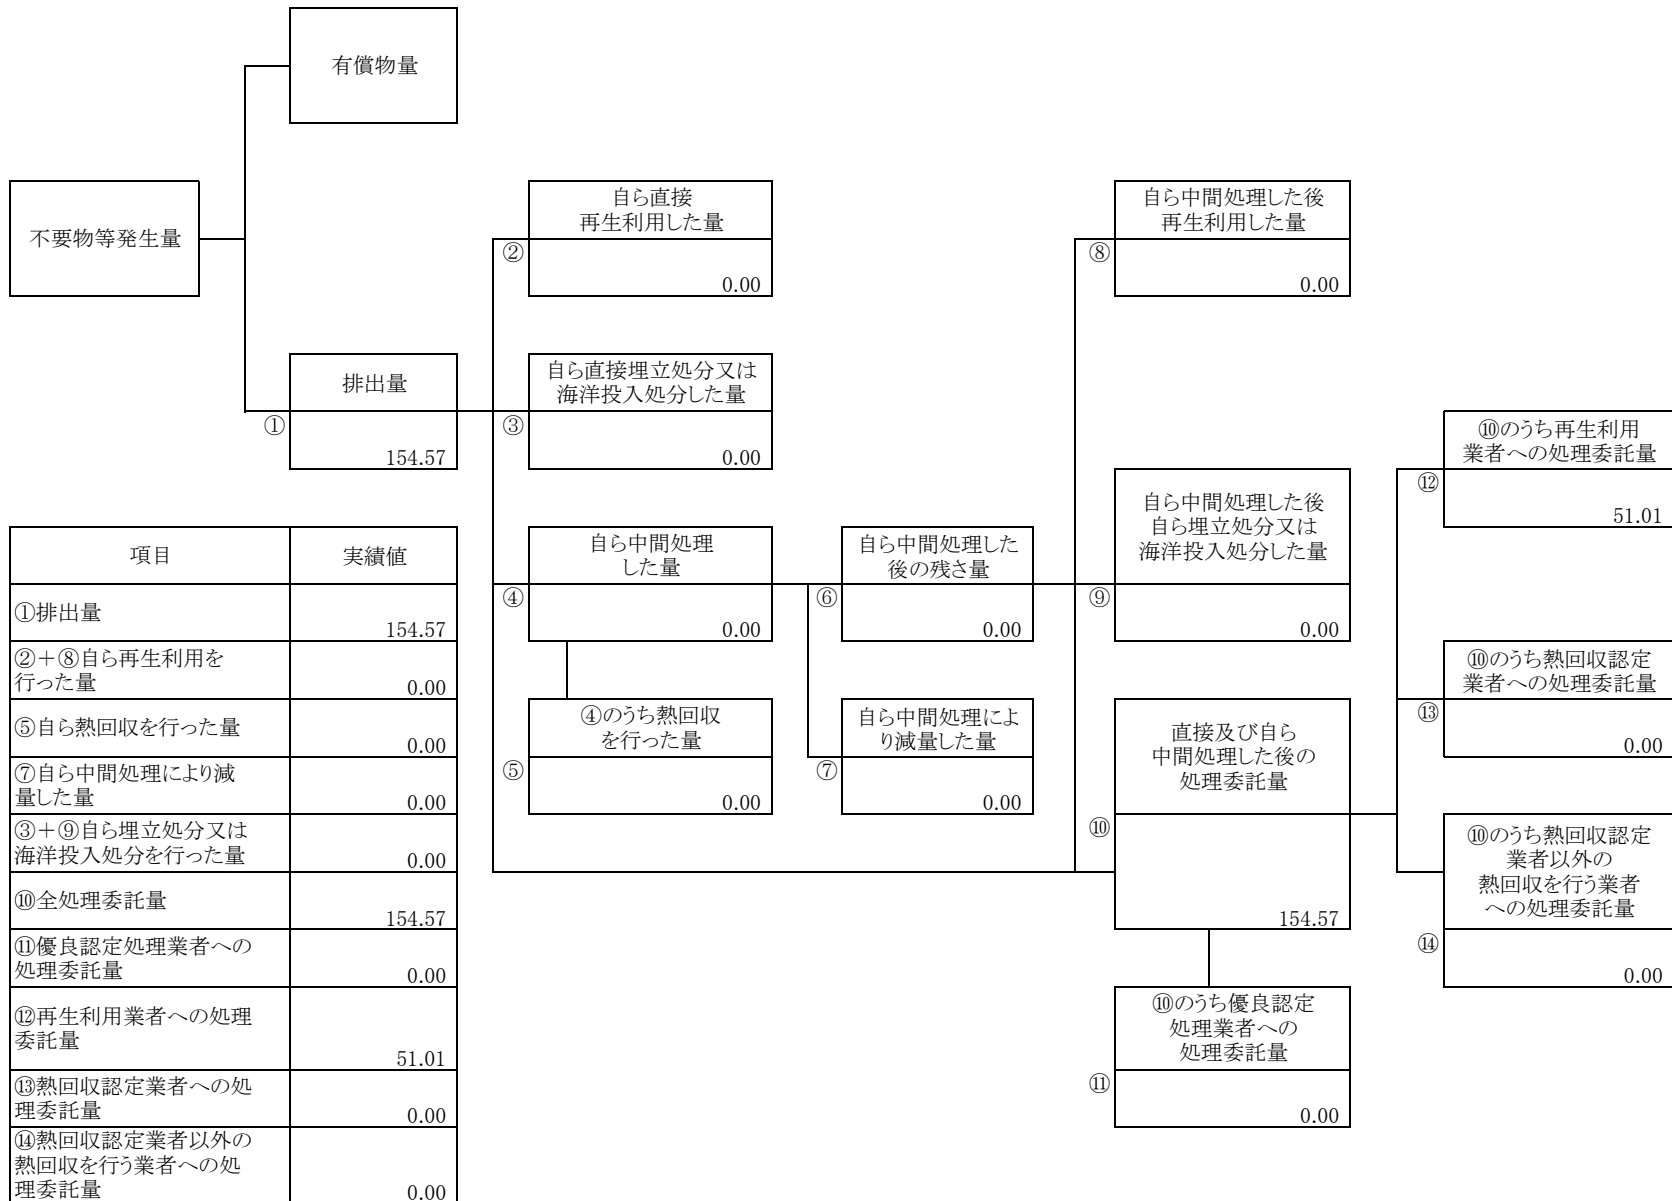 有償物量
不要物等発生量
自ら直接
再生利用した量
②
0.00
自ら中間処理した後
再生利用した量
⑧
0.00
排出量
①
154.57
自ら直接埋立処分又は
海洋投入処分した量
③
0.00
⑩のうち再生利用
業者への処理委託量
⑫
51.01
自ら中間処理
した量
④
0.00
自ら中間処理した
後の残さ量
⑥
0.00
自ら中間処理した後
自ら埋立処分又は
海洋投入処分した量
⑨
0.00
⑩のうち熱回収認定
業者への処理委託量
⑬
0.00
④のうち熱回収
を行った量
⑤
0.00
自ら中間処理によ
り減量した量
⑦
0.00
直接及び自ら
中間処理した後の
処理委託量
⑩
154.57
⑩のうち熱回収認定
業者以外の
熱回収を行う業者
への処理委託量
⑭
0.00
⑩のうち優良認定
処理業者への
処理委託量
⑪
0.00
項目 実績値
①排出量
154.57
②+⑧自ら再生利用を
行った量 0.00
⑤自ら熱回収を行った量
0.00
⑦自ら中間処理により減
量した量 0.00
③+⑨自ら埋立処分又は
海洋投入処分を行った量 0.00
⑩全処理委託量
154.57
⑪優良認定処理業者への
処理委託量 0.00
⑫再生利用業者への処理
委託量
51.01
⑬熱回収認定業者への処
理委託量 0.00
⑭熱回収認定業者以外の
熱回収を行う業者への処
理委託量 0.00